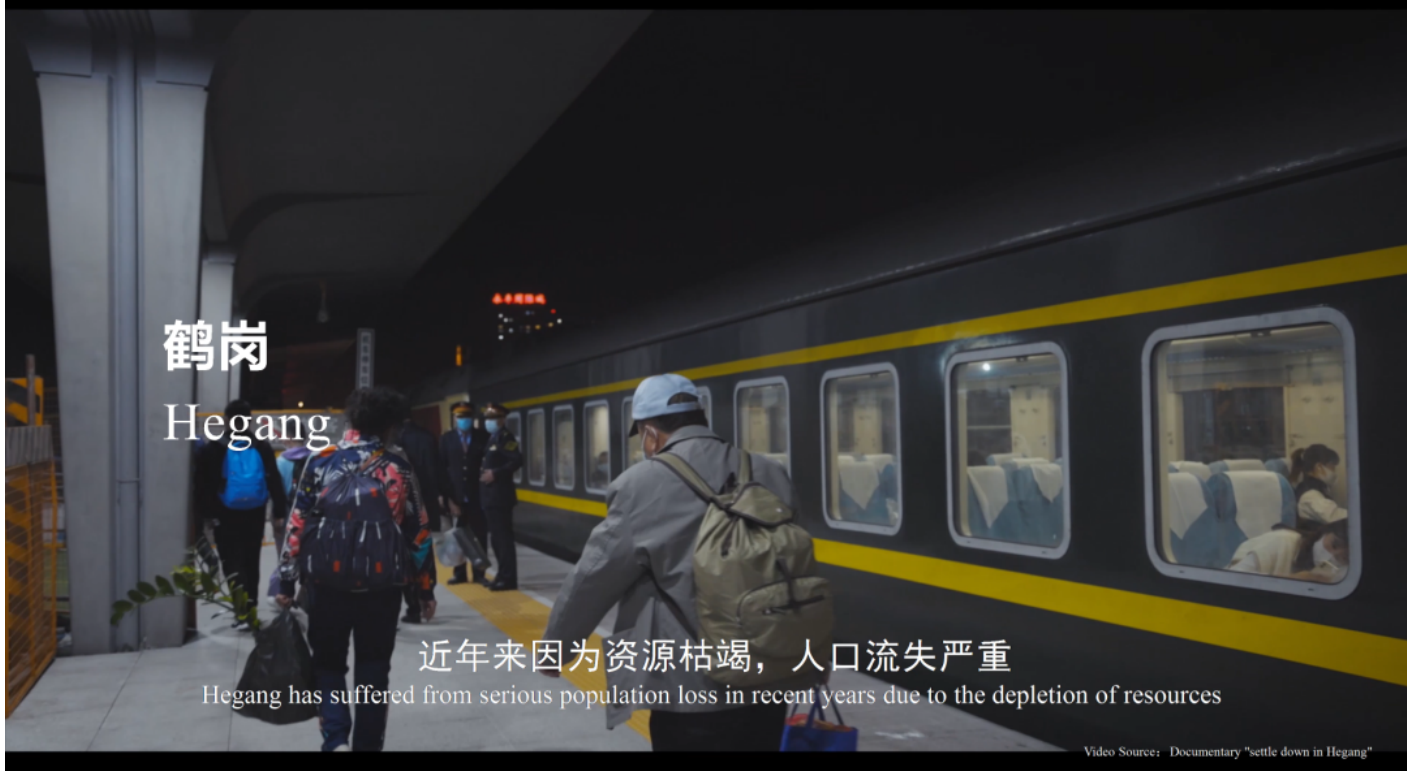 鹤岗
Hegang
近年来因为资源枯竭，人口流失严重
Hegang has suffered from serious population loss in recent years due to the depletion of resources
Video Source： Documentary "settle down in Hegang"